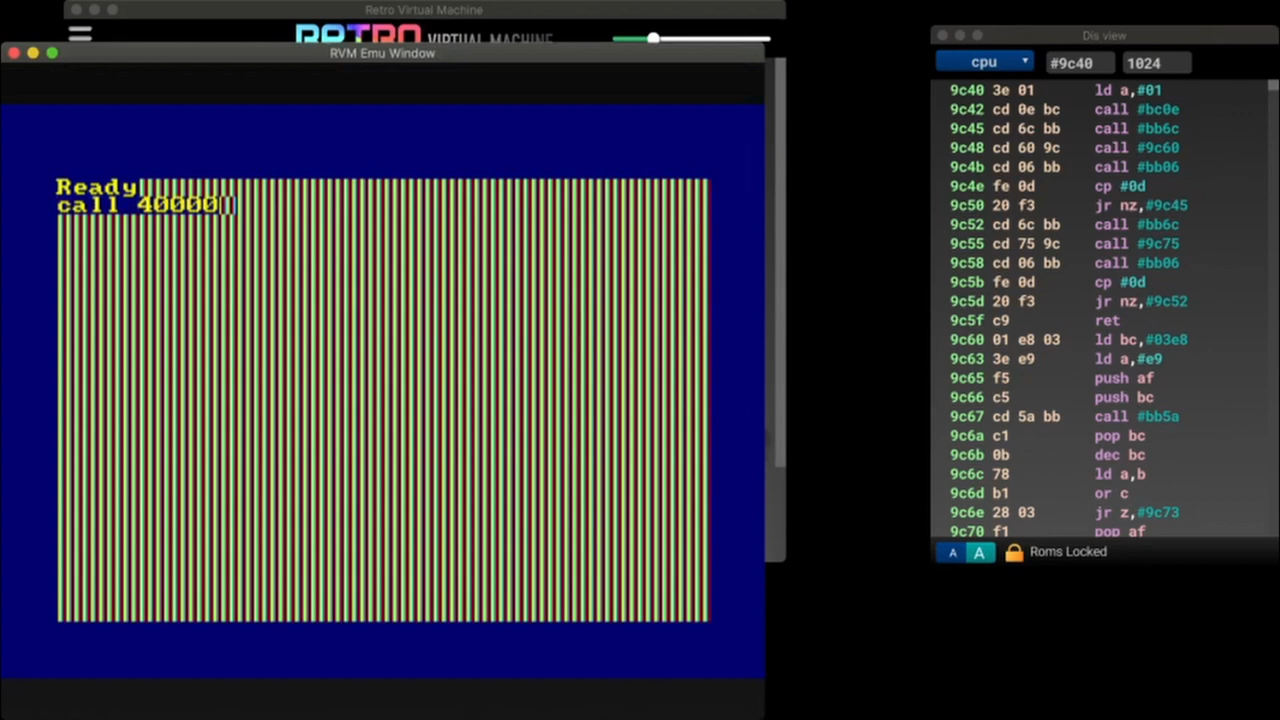 Retro Virtual Machine
RETRO VIRTUAL MACHINE
RVM Emu Window
Ready
call 40000
Dis view
cpu #9c40 1024
9c40 3e 01 ld a,#01
9c42 cd 0e bc call #bc0e
9c45 cd 6c bb call #bb6c
9c48 cd 60 9c call #9c60
9c4b cd 06 bb call #bb06
9c4e fe 0d cp #0d
9c50 20 f3 jr nz,#9c45
9c52 cd 6c bb call #bb6c
9c55 cd 75 9c call #9c75
9c58 cd 06 bb call #bb06
9c5b fe 0d cp #0d
9c5d 20 f3 jr nz,#9c52
9c5f c9 ret
9c60 01 e8 03 ld bc,#03e8
9c63 3e e9 ld a,#e9
9c65 f5 push af
9c66 c5 push bc
9c67 cd 5a bb call #bb5a
9c6a c1 pop bc
9c6b 0b dec bc
9c6c 78 ld a,b
9c6d b1 or c
9c6e 28 03 jr z,#9c73
9c70 f1 pop af
A A Roms Locked